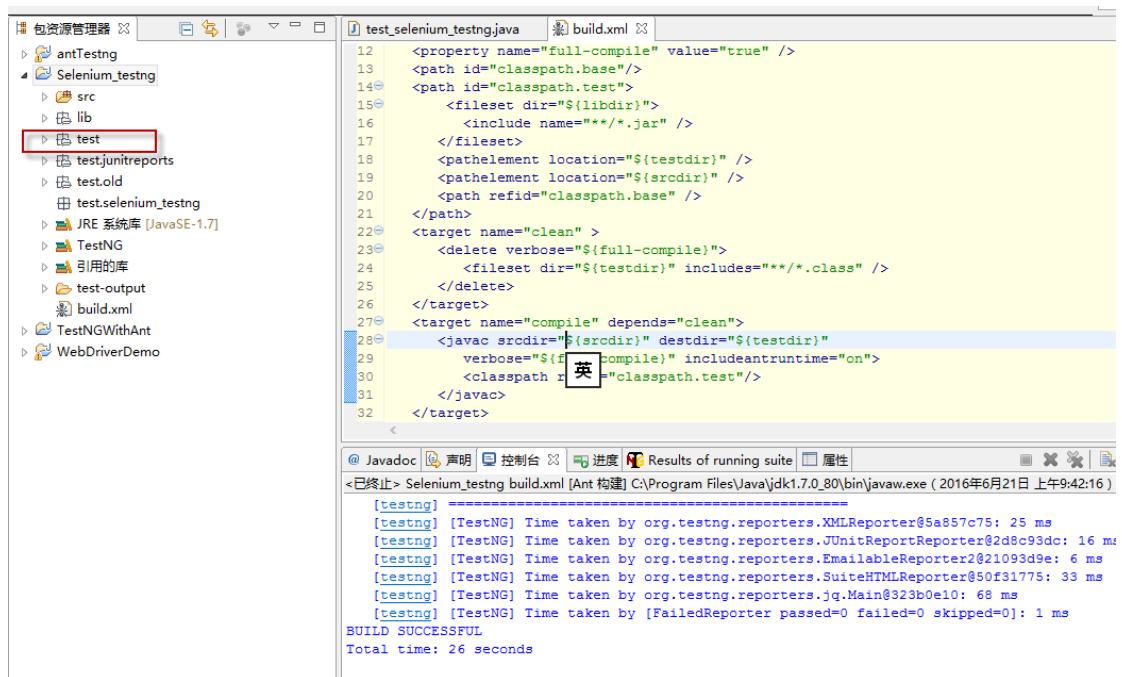 包资源管理器
antTestng
Selenium_testng
src
lib
test
test.junitreports
test.old
test.selenium_testng
JRE 系统库 [JavaSE-1.7]
TestNG
引用的库
test-output
build.xml
TestNGWithAnt
WebDriverDemo
test_selenium_testng.java build.xml
12 <property name="full-compile" value="true" />
13 <path id="classpath.base"/>
14 <path id="classpath.test">
15 <fileset dir="${libdir}">
16 <include name="**/*.jar" />
17 </fileset>
18 <pathelement location="${testdir}" />
19 <pathelement location="${srcdir}" />
20 <path refid="classpath.base" />
21 </path>
22 <target name="clean" >
23 <delete verbose="${full-compile}">
24 <fileset dir="${testdir}" includes="**/*.class" />
25 </delete>
26 </target>
27 <target name="compile" depends="clean">
28 <javac srcdir="${srcdir}" destdir="${testdir}"
29 verbose="${f compile}" includeantruntime="on">
30 <classpath r ="classpath.test"/>
英
31 </javac>
32 </target>
@ Javadoc 声明 控制台 进度 Results of running suite 属性
<已终止> Selenium_testng build.xml [Ant 构建] C:\Program Files\Java\jdk1.7.0_80\bin\javaw.exe ( 2016年6月21日 上午9:42:16 )
[testng] ===============================================
[testng] [TestNG] Time taken by org.testng.reporters.XMLReporter@5a857c75: 25 ms
[testng] [TestNG] Time taken by org.testng.reporters.JUnitReportReporter@2d8c93dc: 16 ms
[testng] [TestNG] Time taken by org.testng.reporters.EmailableReporter2@21093d9e: 6 ms
[testng] [TestNG] Time taken by org.testng.reporters.SuiteHTMLReporter@50f31775: 33 ms
[testng] [TestNG] Time taken by org.testng.reporters.jq.Main@323b0e10: 68 ms
[testng] [TestNG] Time taken by [FailedReporter passed=0 failed=0 skipped=0]: 1 ms
BUILD SUCCESSFUL
Total time: 26 seconds